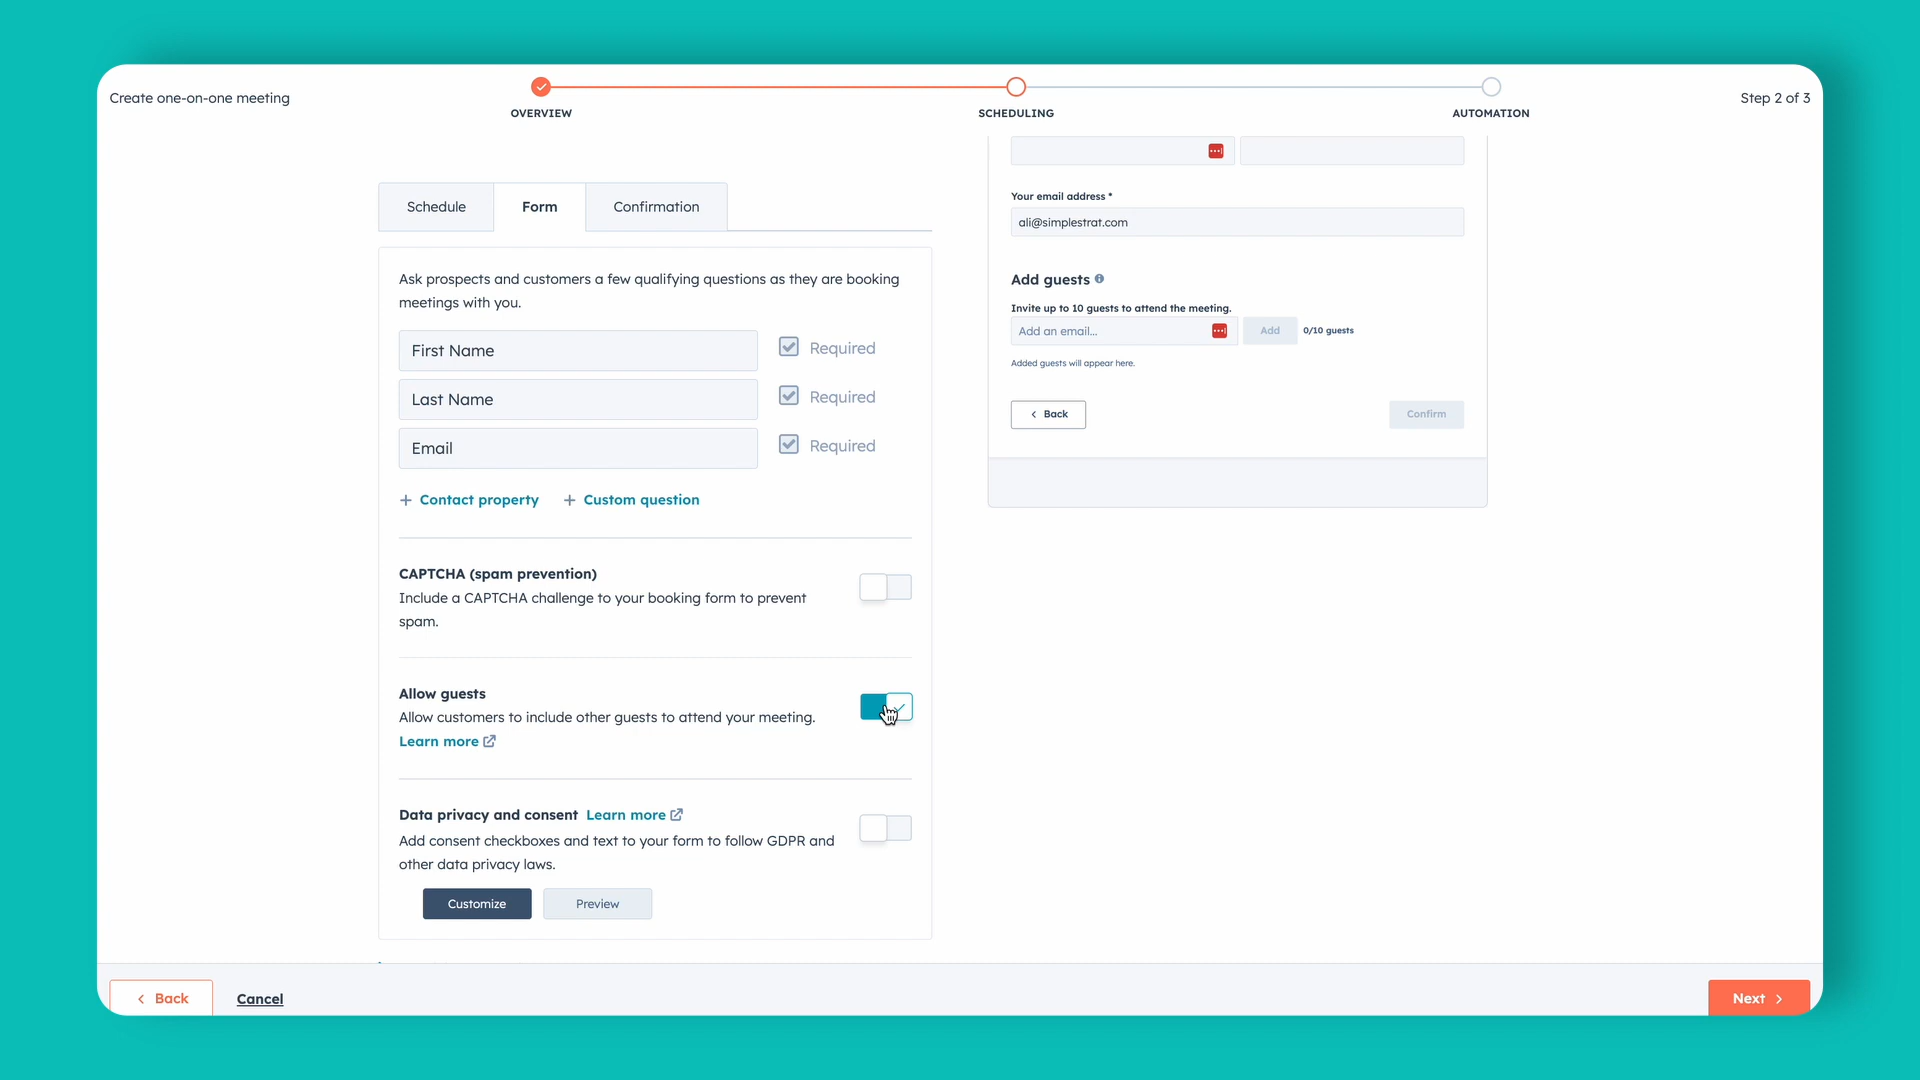 Create one-on-one meeting
OVERVIEW
SCHEDULING
AUTOMATION
Step 2 of 3
Schedule
Form
Confirmation
Ask prospects and customers a few qualifying questions as they are booking
meetings with you.
First Name
Required
Last Name
Required
Email
Required
+ Contact property
+ Custom question
CAPTCHA (spam prevention)
Include a CAPTCHA challenge to your booking form to prevent
spam.
Allow guests
Allow customers to include other guests to attend your meeting.
Learn more
Data privacy and consent Learn more
Add consent checkboxes and text to your form to follow GDPR and
other data privacy laws.
Customize
Preview
Your email address *
ali@simplestrat.com
Add guests
Invite up to 10 guests to attend the meeting.
Add an email...
Add
0/10 guests
Added guests will appear here.
Back
Confirm
Back
Cancel
Next